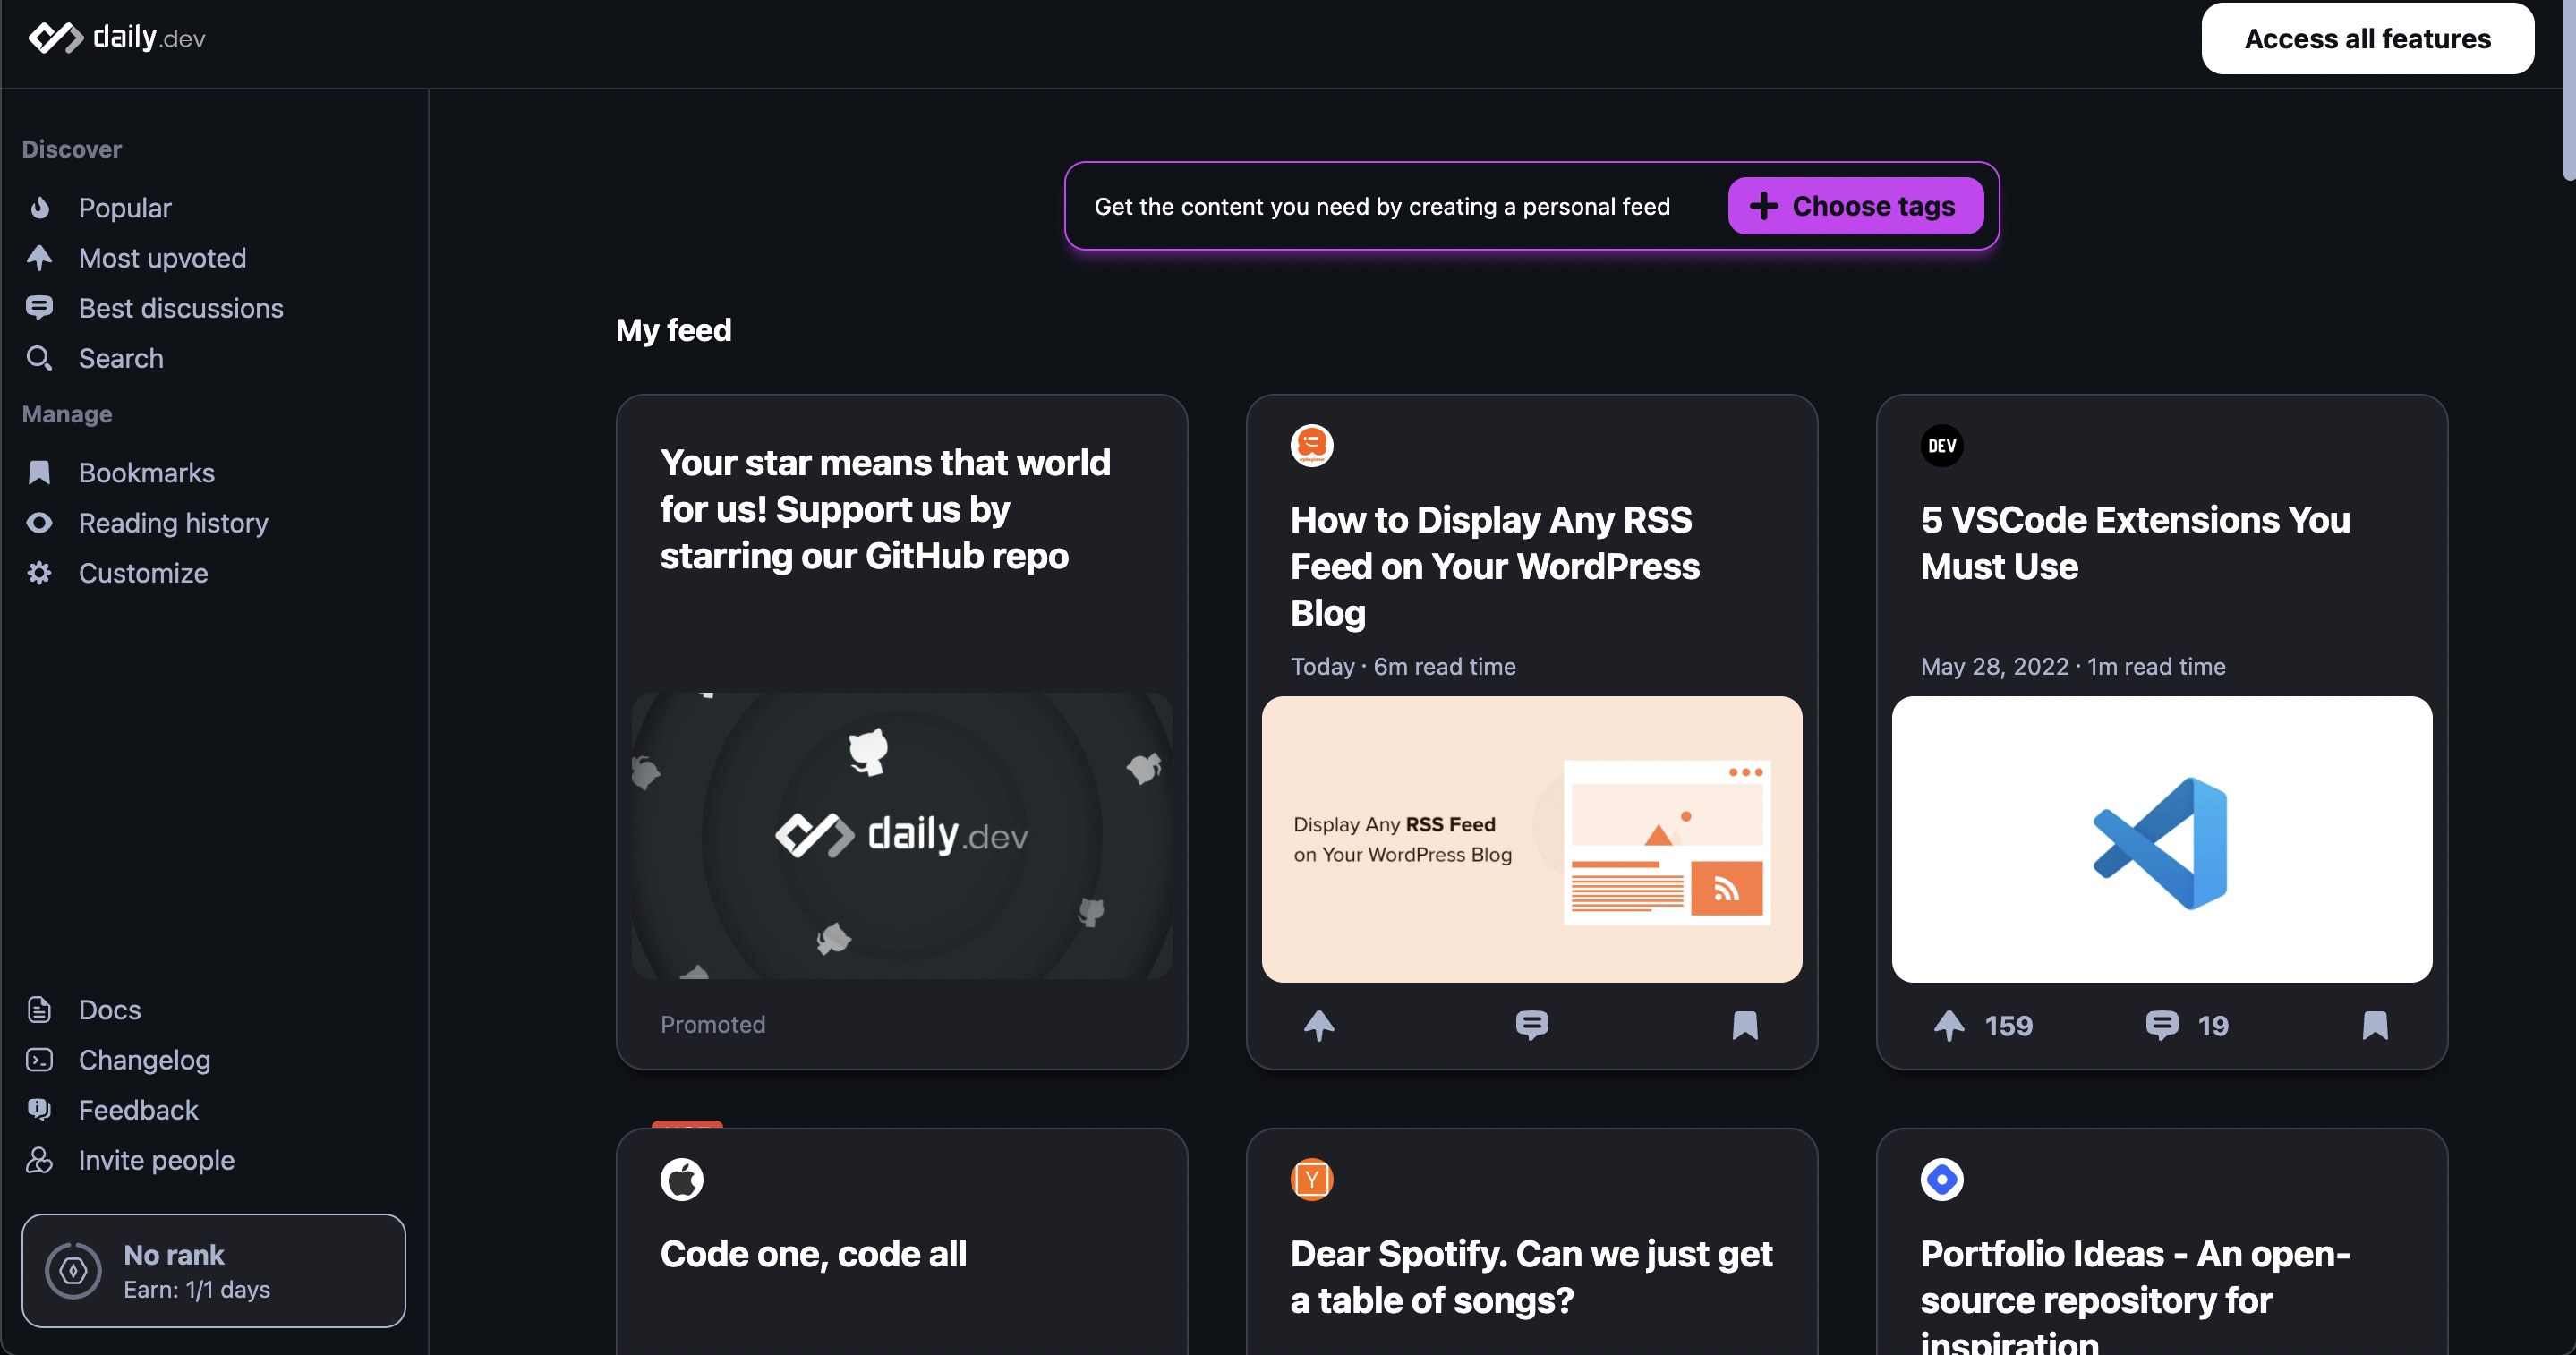 daily.dev
Access all features
Discover
Popular
Most upvoted
Best discussions
Search
Manage
Bookmarks
Reading history
Customize
Docs
Changelog
Feedback
Invite people
No rank
Earn: 1/1 days
Get the content you need by creating a personal feed
Choose tags
My feed
Your star means that world
for us! Support us by
starring our GitHub repo
daily.dev
Promoted
How to Display Any RSS
Feed on Your WordPress
Blog
Today · 6m read time
Display Any RSS Feed
on Your WordPress Blog
DEV
5 VSCode Extensions You
Must Use
May 28, 2022 · 1m read time
159
19
Code one, code all
Y
Dear Spotify. Can we just get
a table of songs?
Portfolio Ideas - An open-
source repository for
inspiration